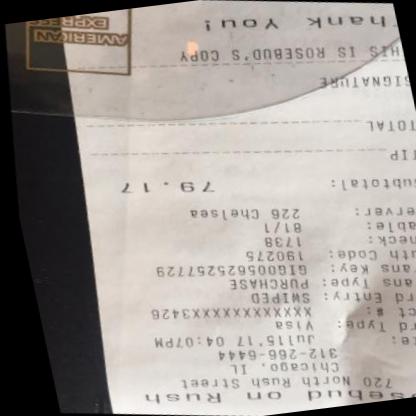 sebud on Rush
720 North Rush Street
Chicago, IL
312-266-6444
te: Jul15'17 04:07PM
rd Type: Visa
ct #: XXXXXXXXXXXX3426
rd Entry: SWIPED
ans Type: PURCHASE
ans Key: GIG005625257729
uth Code: 190275
heck: 1738
able: 81/1
erver: 226 Chelsea
ubtotal: 79.17
TIP
TOTAL
SIGNATURE
HIS IS ROSEBUD'S COPY
hank You!
AMERICAN
EXPRESS